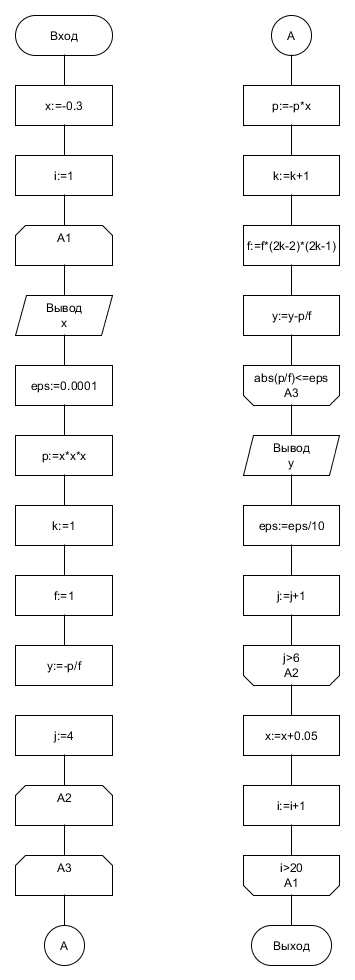 Вход
x:=-0.3
i:=1
A1
Вывод
x
eps:=0.0001
p:=x*x*x
k:=1
f:=1
y:=-p/f
j:=4
A2
A3
A
A
p:=-p*x
k:=k+1
f:=f*(2k-2)*(2k-1)
y:=y-p/f
abs(p/f)<=eps
A3
Вывод
y
eps:=eps/10
j:=j+1
j>6
A2
x:=x+0.05
i:=i+1
i>20
A1
Выход